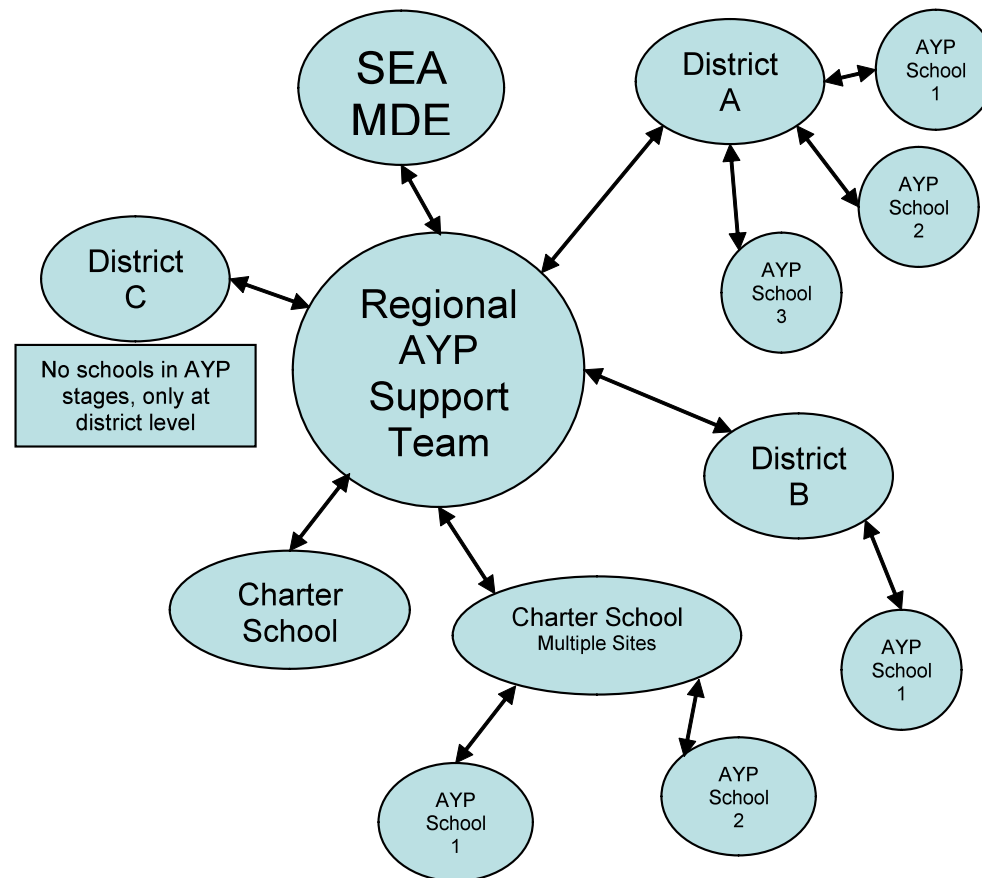 SEA
MDE
District
A
AYP
School
1
AYP
School
2
AYP
School
3
District
C
No schools in AYP
stages, only at
district level
Regional
AYP
Support
Team
District
B
AYP
School
1
Charter
School
Charter School
Multiple Sites
AYP
School
1
AYP
School
2